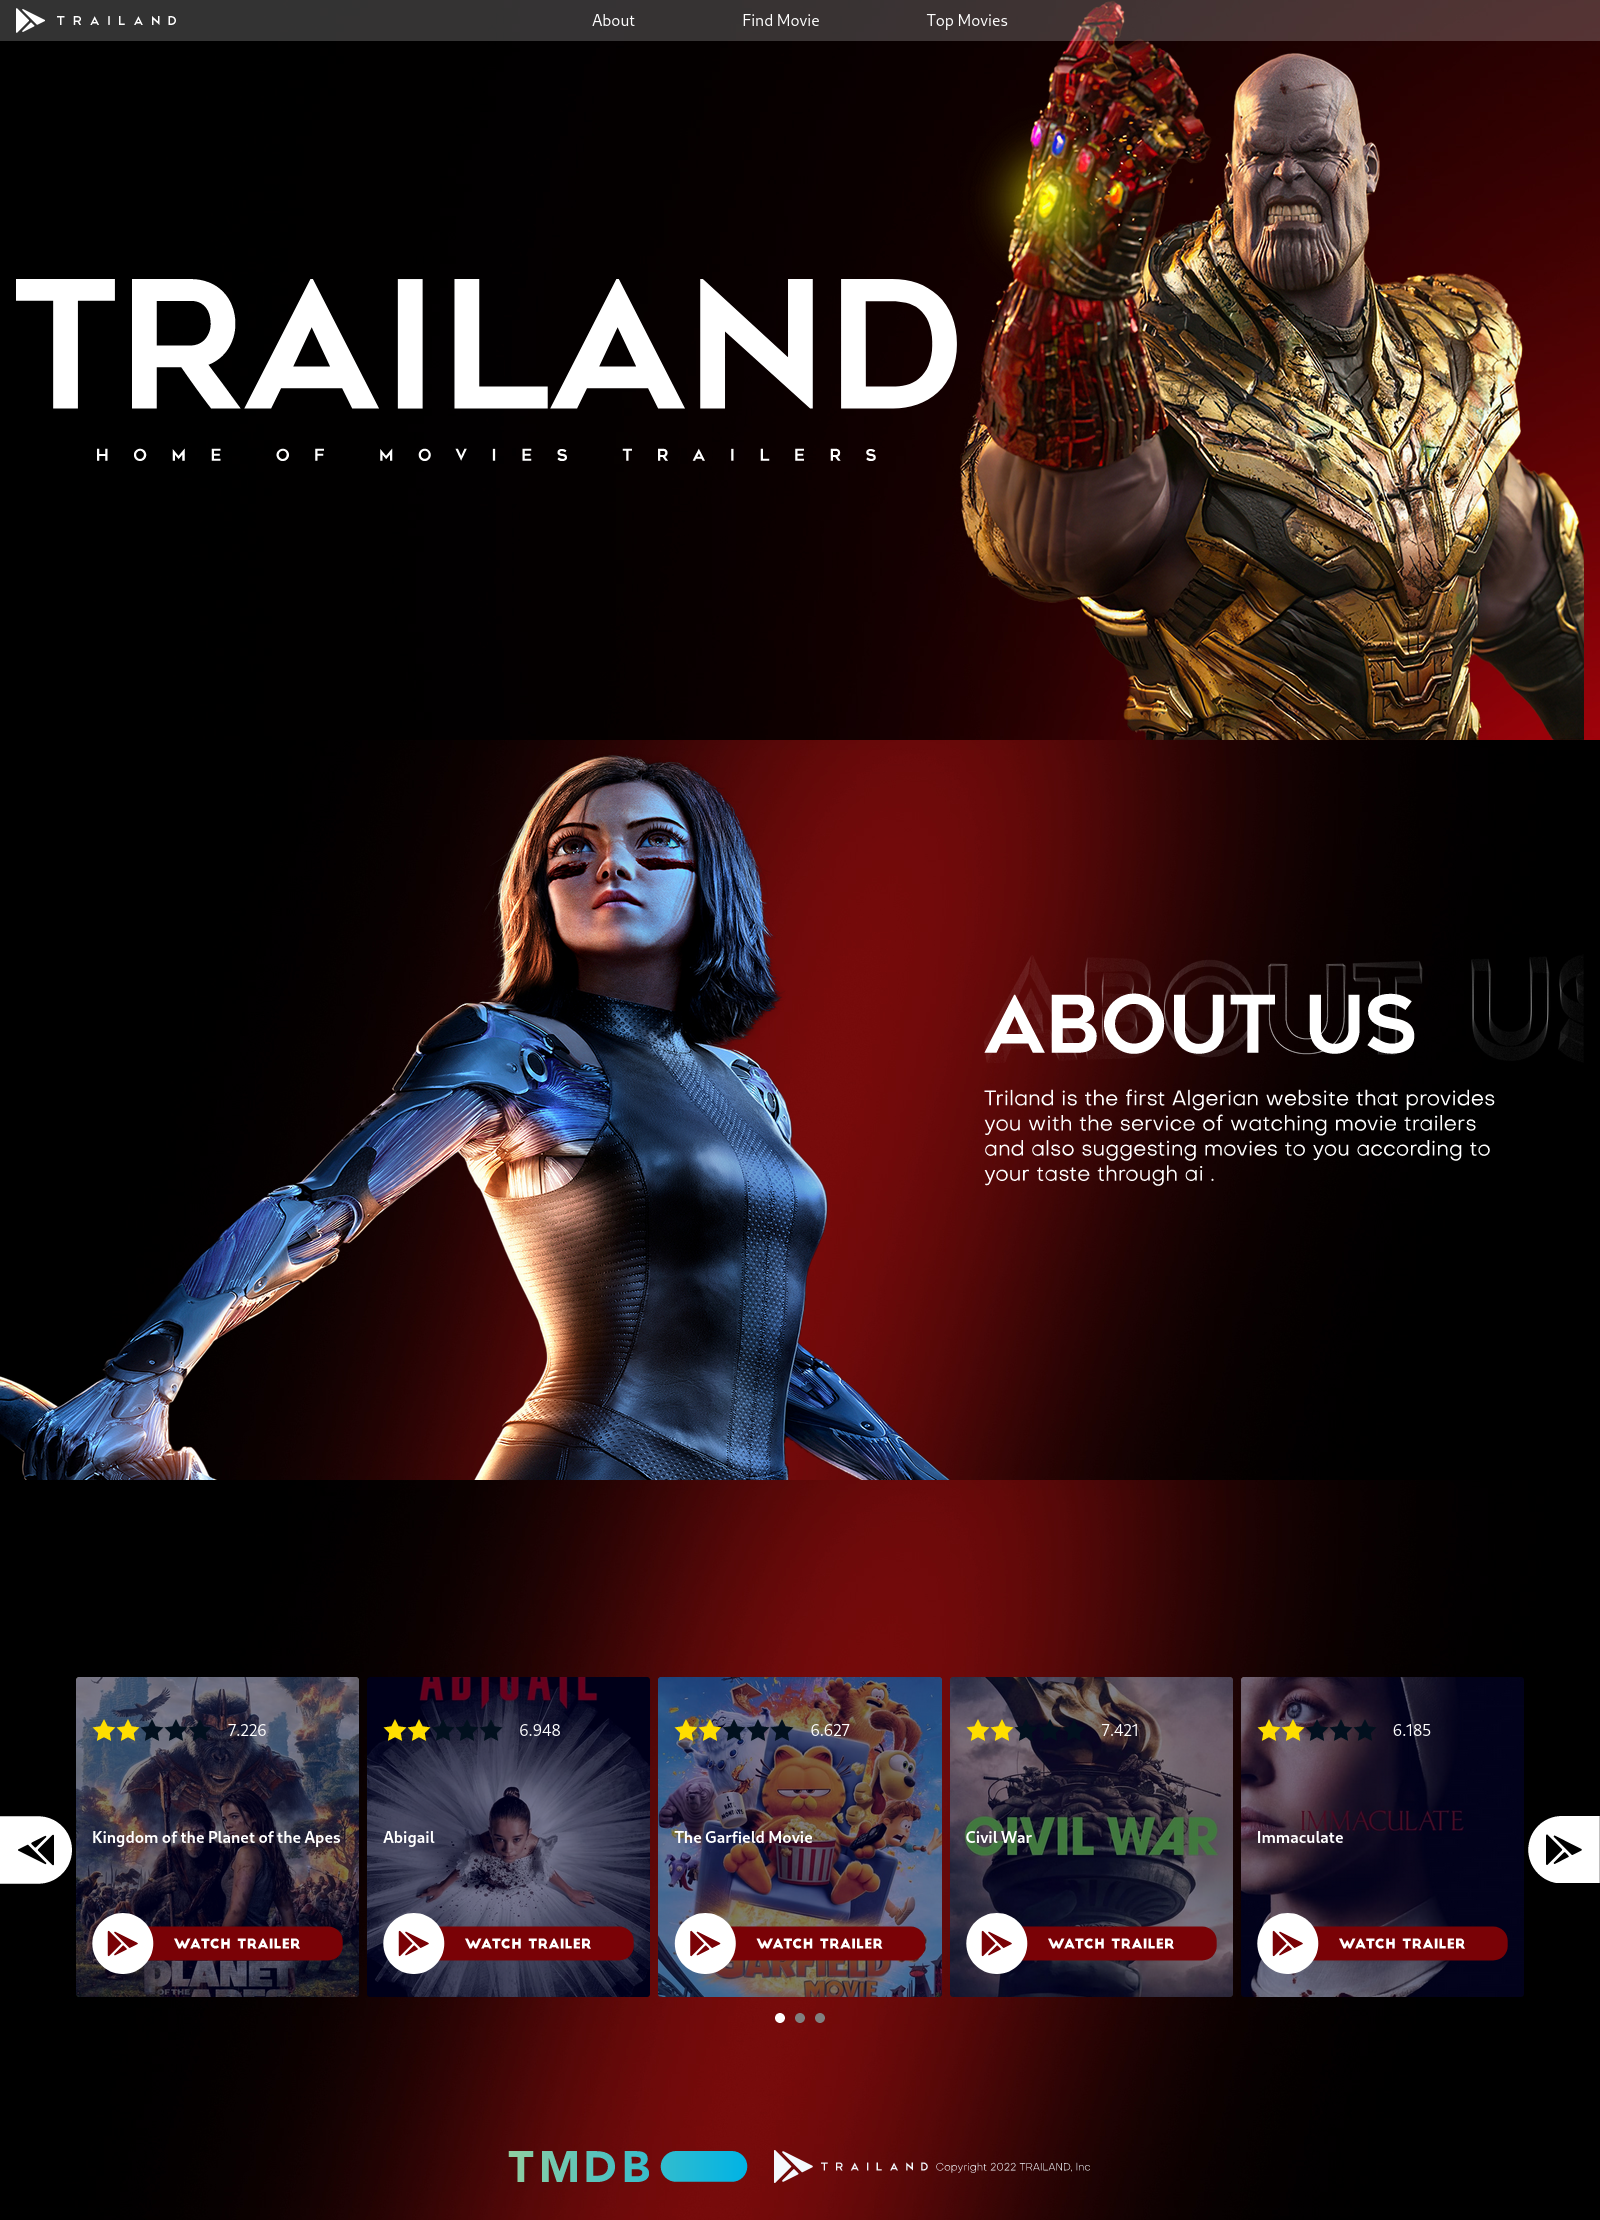 TRAILAND
About
Find Movie
Top Movies
TRAILAND
HOME OF MOVIES TRAILERS
ABOUT US
ABOUT US
Triland is the first Algerian website that provides
you with the service of watching movie trailers
and also suggesting movies to you according to
your taste through ai .
ABIGAIL
7.226
6.948
6.627
7.421
6.185
I HATE MONDAYS
IMMACULATE
CIVIL WAR
Kingdom of the Planet of the Apes
Abigail
The Garfield Movie
Civil War
Immaculate
WATCH TRAILER
WATCH TRAILER
WATCH TRAILER
WATCH TRAILER
WATCH TRAILER
PLANET
OF THE
APES
GARFIELD
MOVIE
TMDB
TRAILAND
Copyright 2022 TRAILAND, Inc